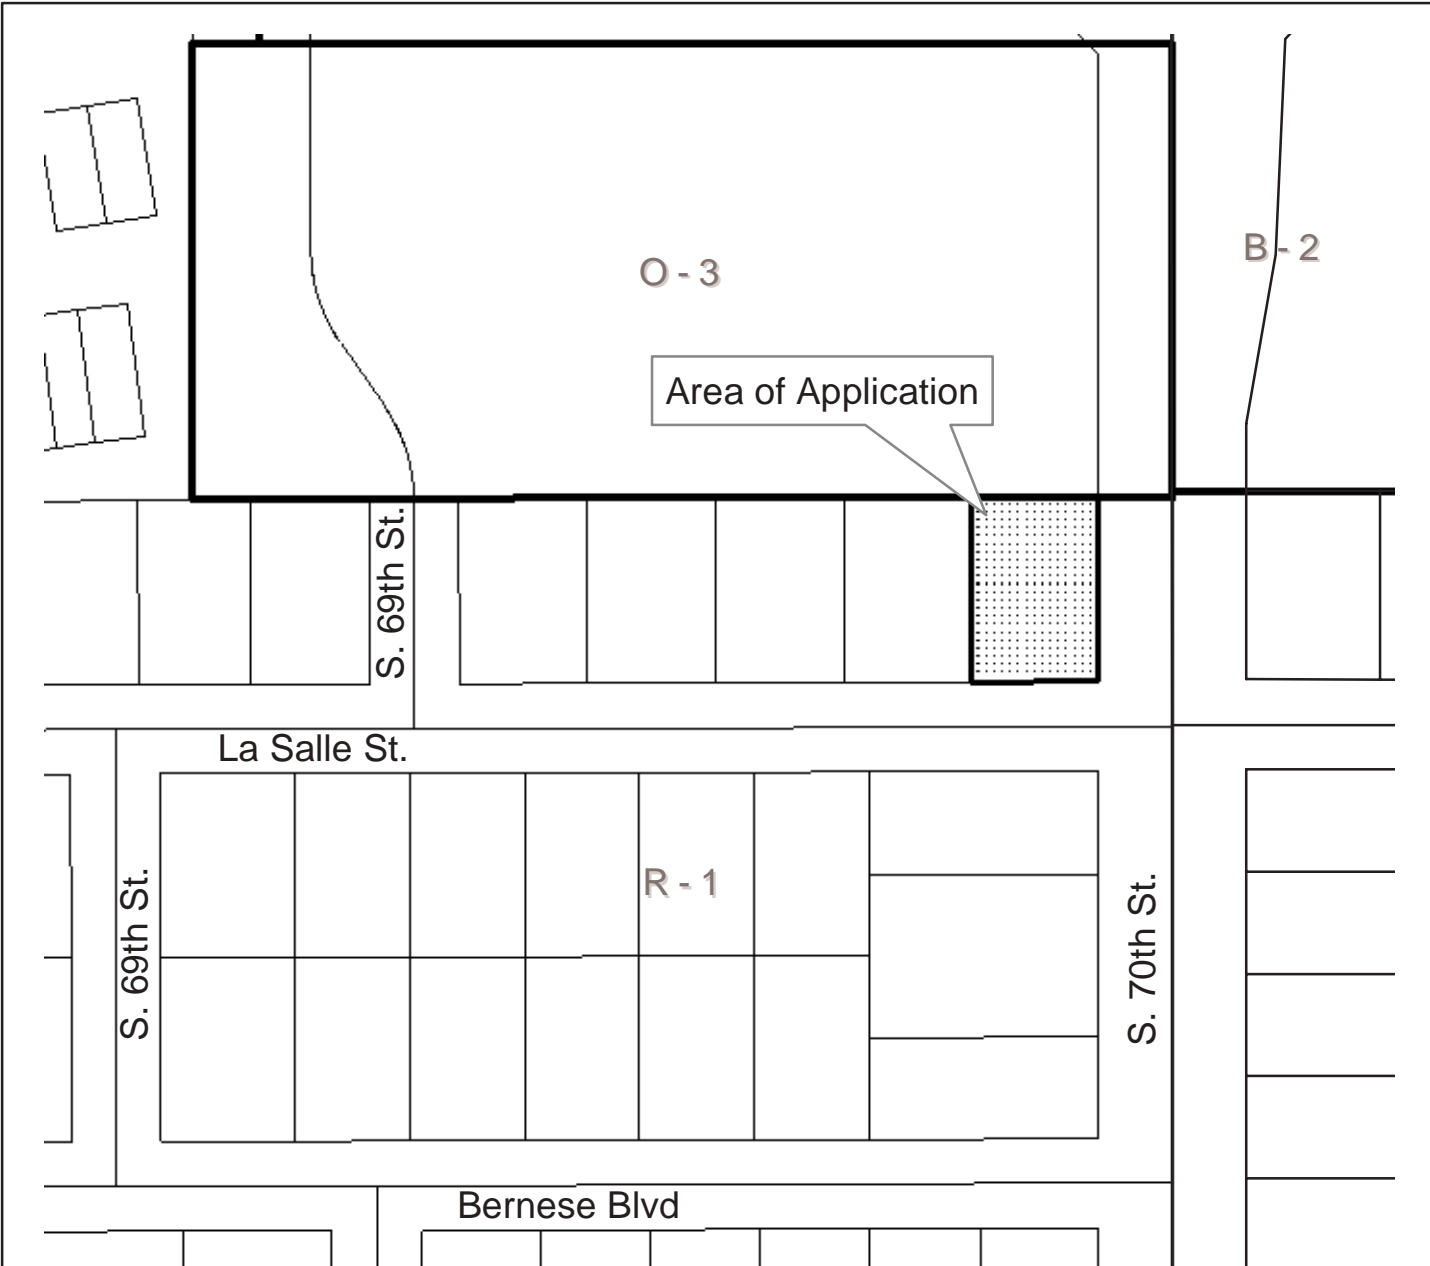 B - 2
O - 3
Area of Application
S. 69th St.
La Salle St.
R - 1
S. 69th St.
S. 70th St.
Bernese Blvd